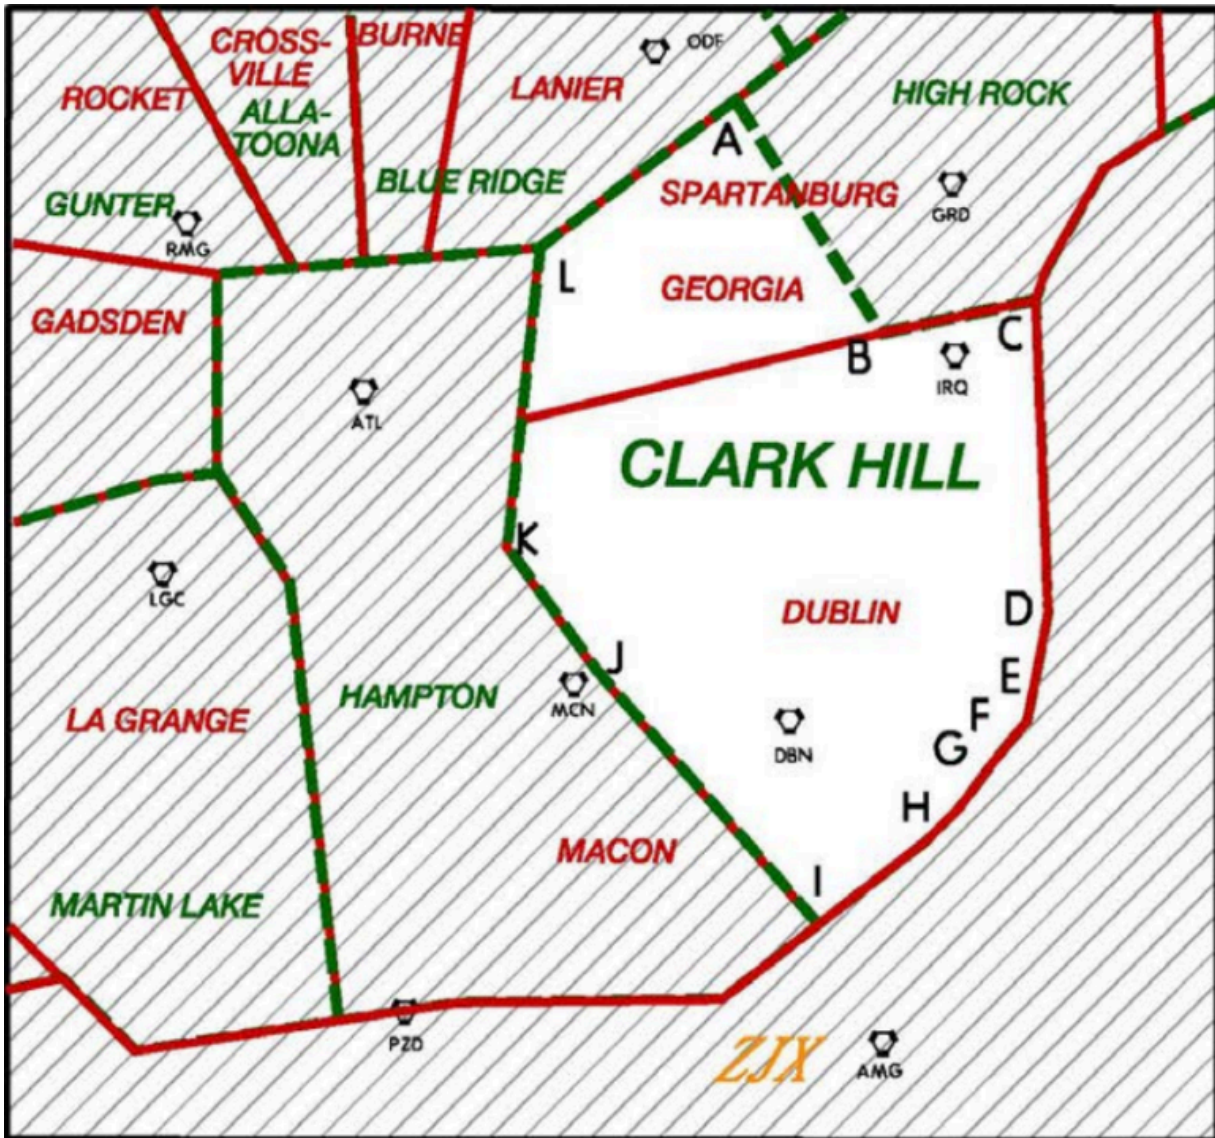 CROSS-
VILLE
BURNE
ODF
LANIER
ROCKET
HIGH ROCK
ALLA-
TOONA
A
BLUE RIDGE
SPARTANBURG
GRD
GUNTER
RMG
L
GEORGIA
GADSDEN
C
B
IRQ
ATL
CLARK HILL
K
LGC
DUBLIN
D
J
E
HAMPTON
MCN
F
LA GRANGE
G
DBN
H
MACON
I
MARTIN LAKE
PZD
ZJX
AMG